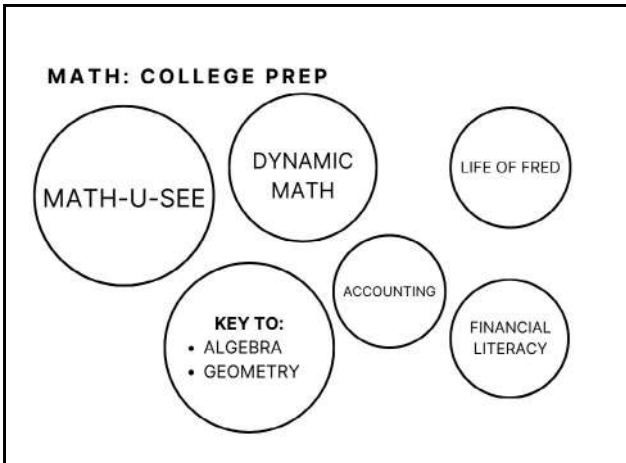 MATH: COLLEGE PREP
MATH-U-SEE
DYNAMIC
MATH
LIFE OF FRED
ACCOUNTING
KEY TO:
• ALGEBRA
• GEOMETRY
FINANCIAL
LITERACY